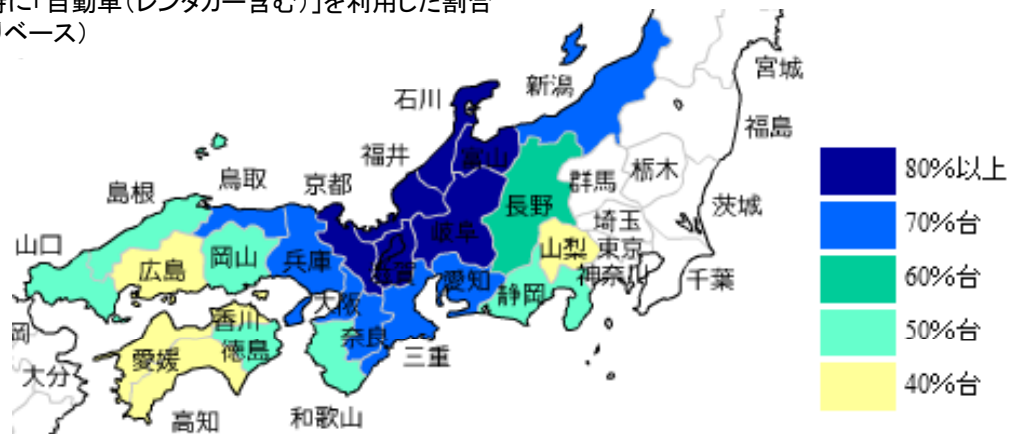 時に「自動車(レンタカー含む)」を利用した割合
リベース)
宮城
新潟
石川
福島
福井
富山
栃木
鳥取
京都
群馬
島根
長野
茨城
埼玉
山口
岐阜
岡山
兵庫
山梨
東京
広島
滋賀
愛知
神奈川
千葉
静岡
大阪
香川
奈良
岡
徳島
三重
愛媛
大分
高知
和歌山
80%以上
70%台
60%台
50%台
40%台